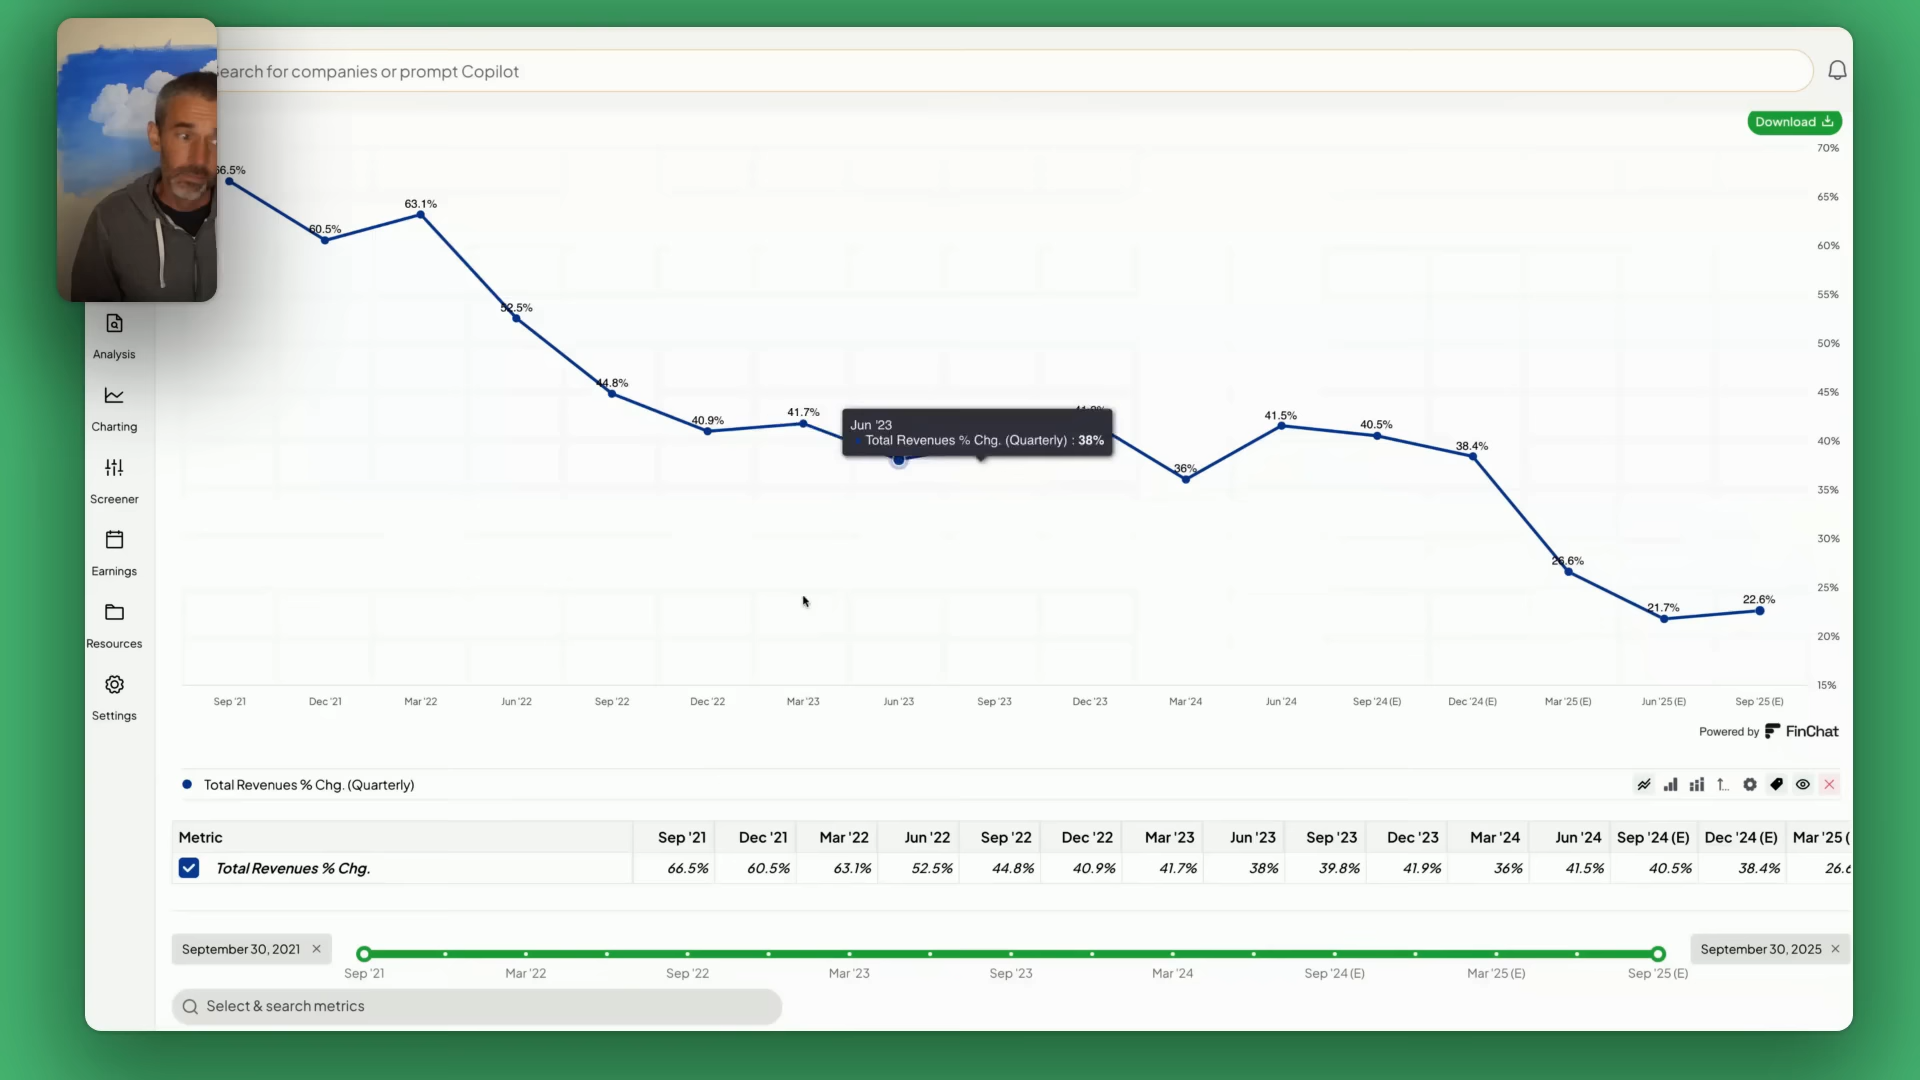 earch for companies or prompt Copilot
Download
70%
65%
60%
55%
50%
45%
40%
35%
30%
25%
20%
15%
66.5%
60.5%
63.1%
52.5%
44.8%
40.9%
41.7%
Jun '23
Total Revenues % Chg. (Quarterly) : 38%
36%
41.5%
40.5%
38.4%
26.6%
21.7%
22.6%
Analysis
Charting
Screener
Earnings
Resources
Settings
Sep '21 Dec '21 Mar '22 Jun '22 Sep '22 Dec '22 Mar '23 Jun '23 Sep '23 Dec '23 Mar '24 Jun '24 Sep '24 (E) Dec '24 (E) Mar '25 (E) Jun '25 (E) Sep '25 (E)
Powered by FinChat
Total Revenues % Chg. (Quarterly)
Metric Sep '21 Dec '21 Mar '22 Jun '22 Sep '22 Dec '22 Mar '23 Jun '23 Sep '23 Dec '23 Mar '24 Jun '24 Sep '24 (E) Dec '24 (E) Mar '25 (
Total Revenues % Chg. 66.5% 60.5% 63.1% 52.5% 44.8% 40.9% 41.7% 38% 39.8% 41.9% 36% 41.5% 40.5% 38.4% 26.6
September 30, 2021
September 30, 2025
Sep '21 Mar '22 Sep '22 Mar '23 Sep '23 Mar '24 Sep '24 (E) Mar '25 (E) Sep '25 (E)
Select & search metrics